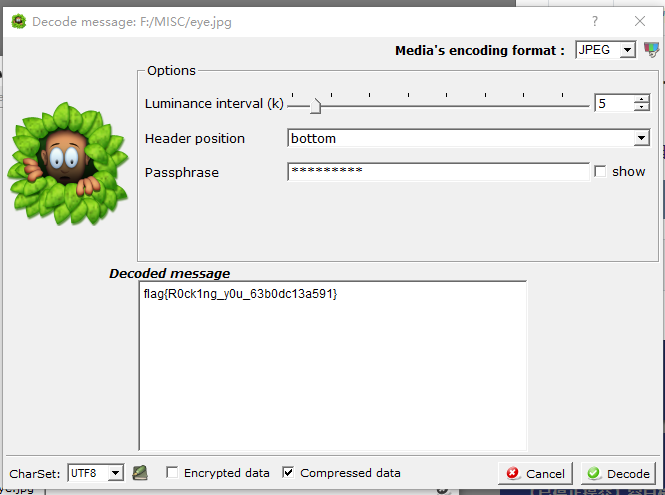 Decode message: F:/MISC/eye.jpg
Media's encoding format : JPEG
Options
Luminance interval (k) 5
Header position bottom
Passphrase ********* show
Decoded message
flag{R0ck1ng_y0u_63b0dc13a591}
CharSet: UTF8 Encrypted data Compressed data Cancel Decode